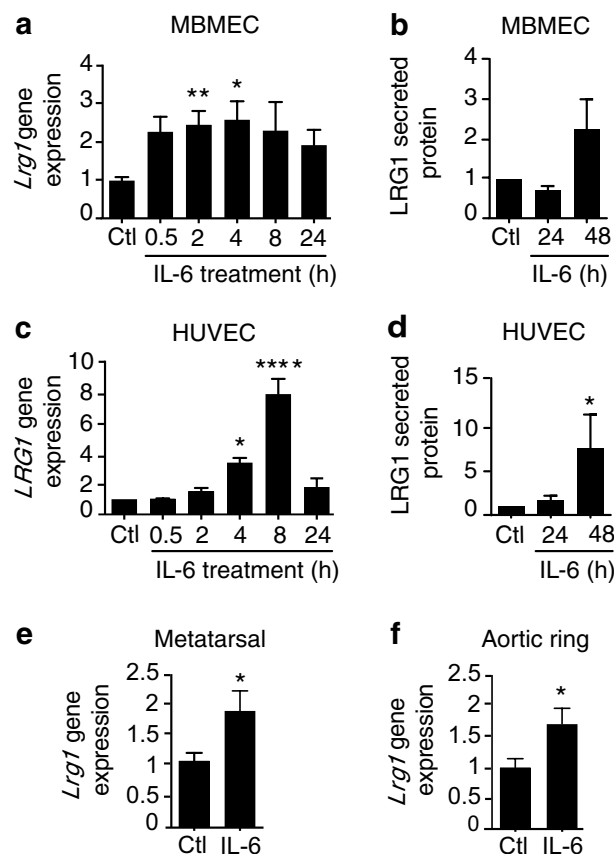 a
MBMEC
Lrg1 gene
expression
4
3
2
1
0
**
*
Ctl 0.5 2 4 8 24
IL-6 treatment (h)
b
MBMEC
LRG1 secreted
protein
4
3
2
1
0
Ctl 24 48
IL-6 (h)
c
HUVEC
LRG1 gene
expression
10
8
6
4
2
0
*
****
Ctl 0.5 2 4 8 24
IL-6 treatment (h)
d
HUVEC
LRG1 secreted
protein
15
10
5
0
*
Ctl 24 48
IL-6 (h)
e
Metatarsal
Lrg1 gene
expression
2.5
2
1.5
1
0.5
0
*
Ctl IL-6
f
Aortic ring
Lrg1 gene
expression
2.5
2
1.5
1
0.5
0
*
Ctl IL-6